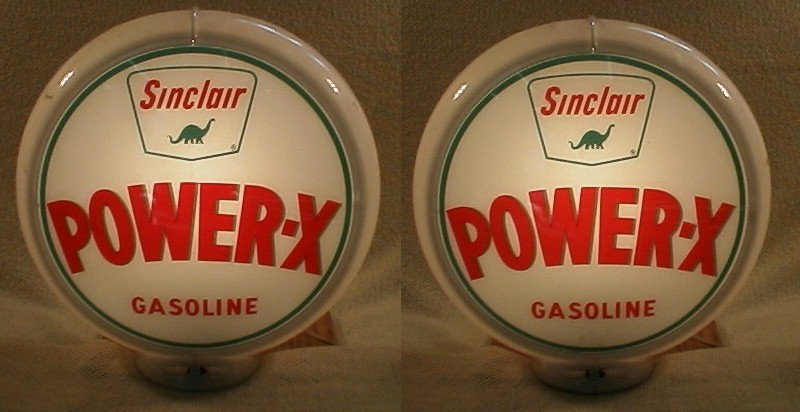 Sinclair
®
POWER-X
GASOLINE
Sinclair
®
POWER-X
GASOLINE